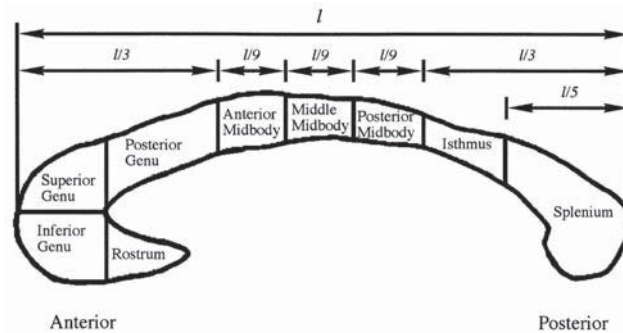 l
l/3
l/9
l/9
l/9
l/3
l/5
Anterior
Midbody
Middle
Midbody
Posterior
Midbody
Posterior
Genu
Isthmus
Superior
Genu
Splenium
Inferior
Genu
Rostrum
Anterior
Posterior